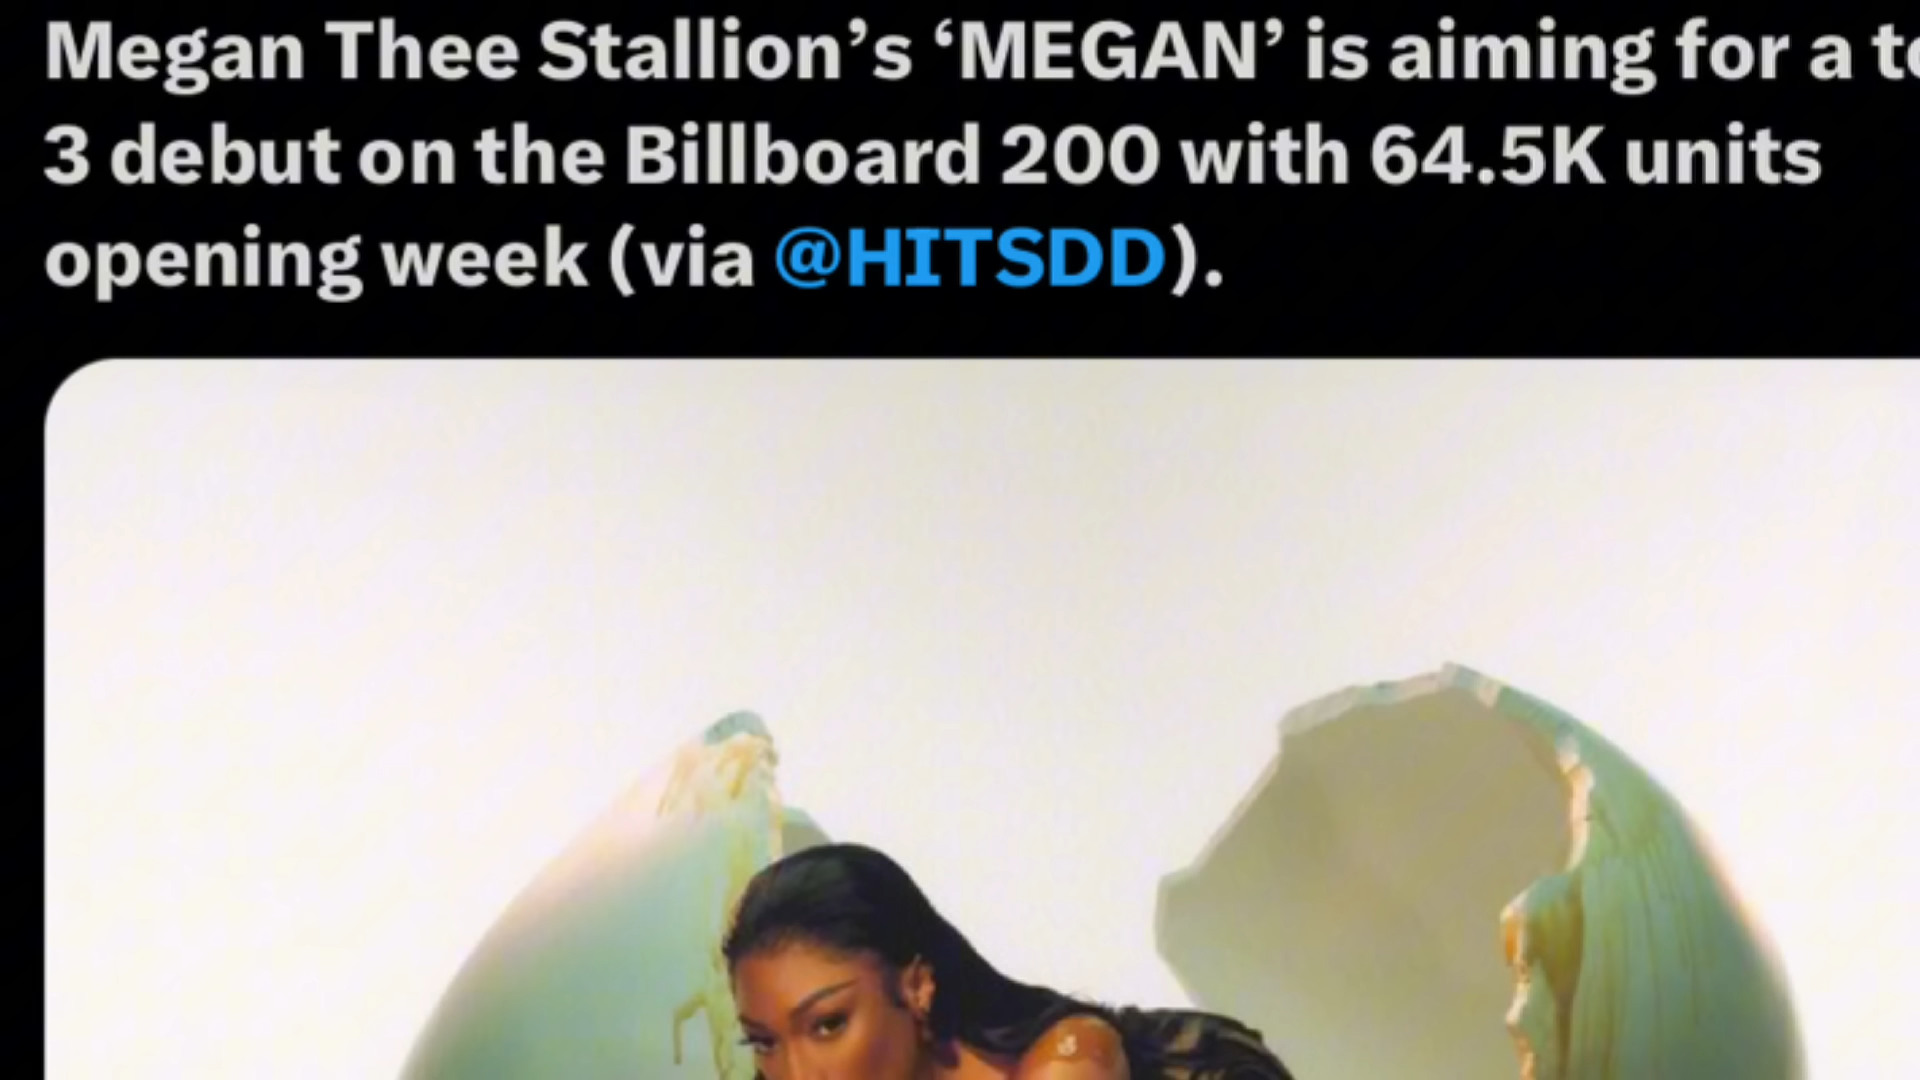 Megan Thee Stallion’s ‘MEGAN’ is aiming for a
3 debut on the Billboard 200 with 64.5K units
opening week (via @HITSDD).